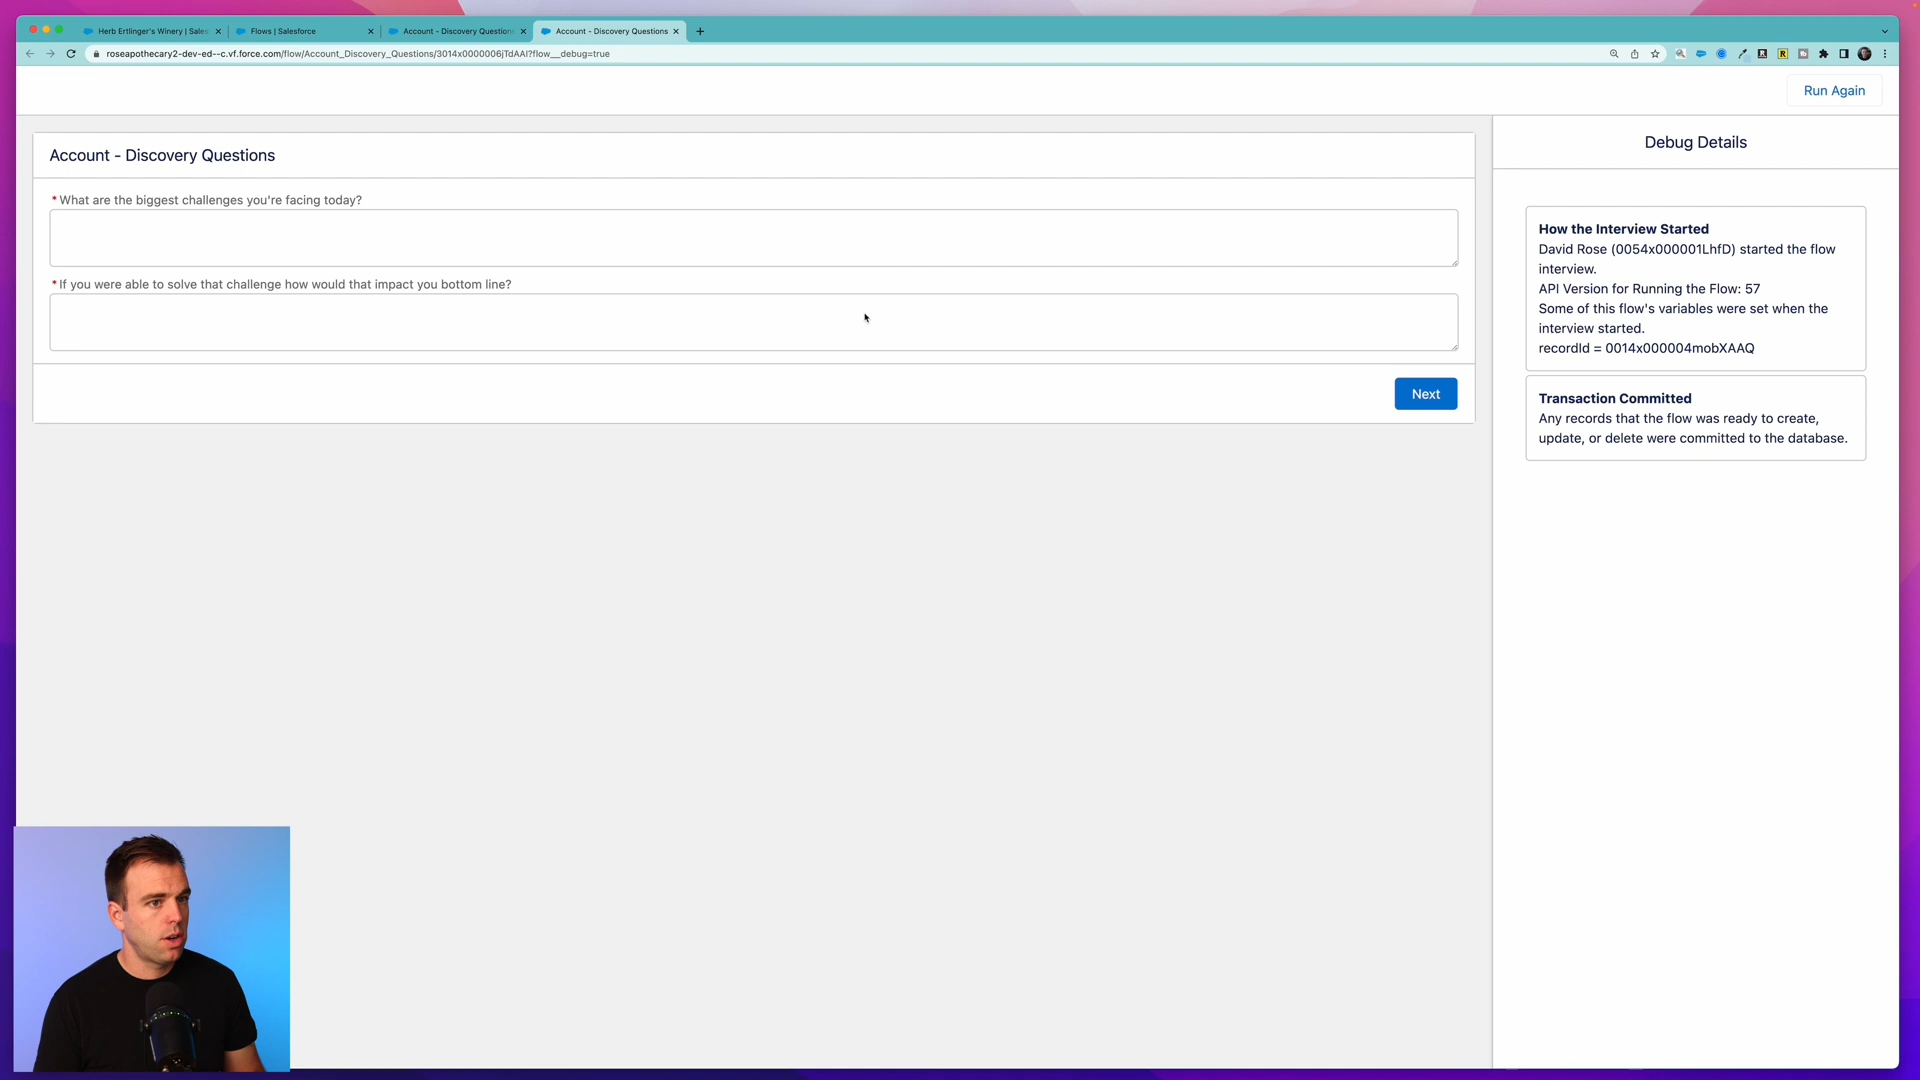 Herb Ertlinger's Winery | Sales
Flows | Salesforce
Account - Discovery Questions
Account - Discovery Questions
roseapothecary2-dev-ed--c.vf.force.com/flow/Account_Discovery_Questions/3014x0000006jTdAAI?flow__debug=true
Run Again
Account - Discovery Questions
* What are the biggest challenges you're facing today?
* If you were able to solve that challenge how would that impact you bottom line?
Next
Debug Details
How the Interview Started
David Rose (0054x000001LhfD) started the flow
interview.
API Version for Running the Flow: 57
Some of this flow's variables were set when the
interview started.
recordId = 0014x000004mobXAAQ
Transaction Committed
Any records that the flow was ready to create,
update, or delete were committed to the database.